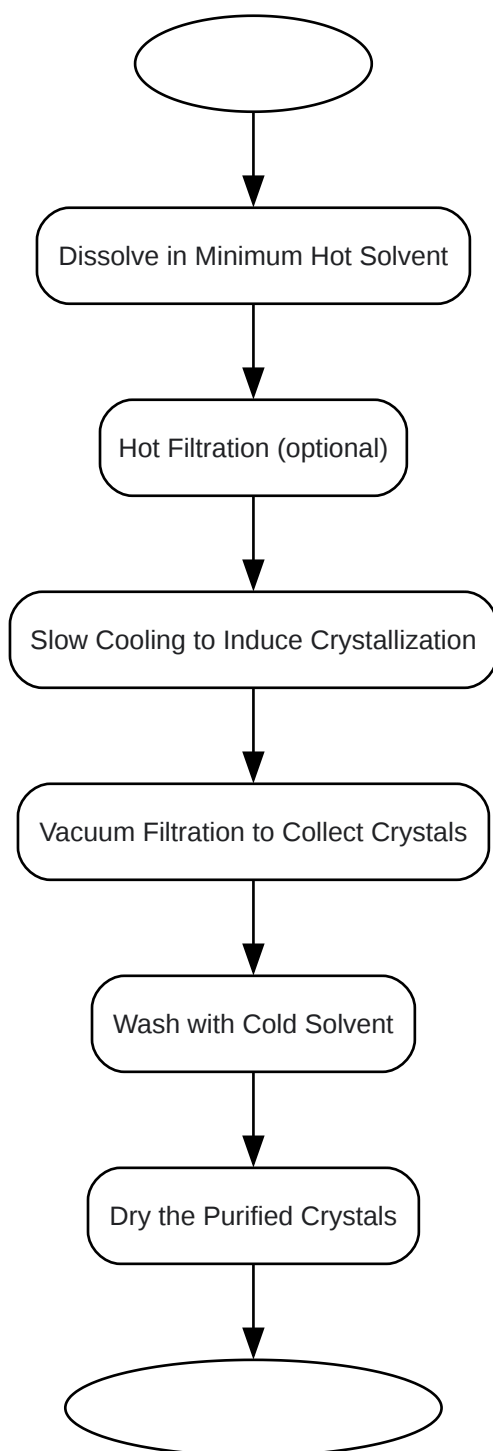 Dissolve in Minimum Hot Solvent
Hot Filtration (optional)
Slow Cooling to Induce Crystallization
Vacuum Filtration to Collect Crystals
Wash with Cold Solvent
Dry the Purified Crystals